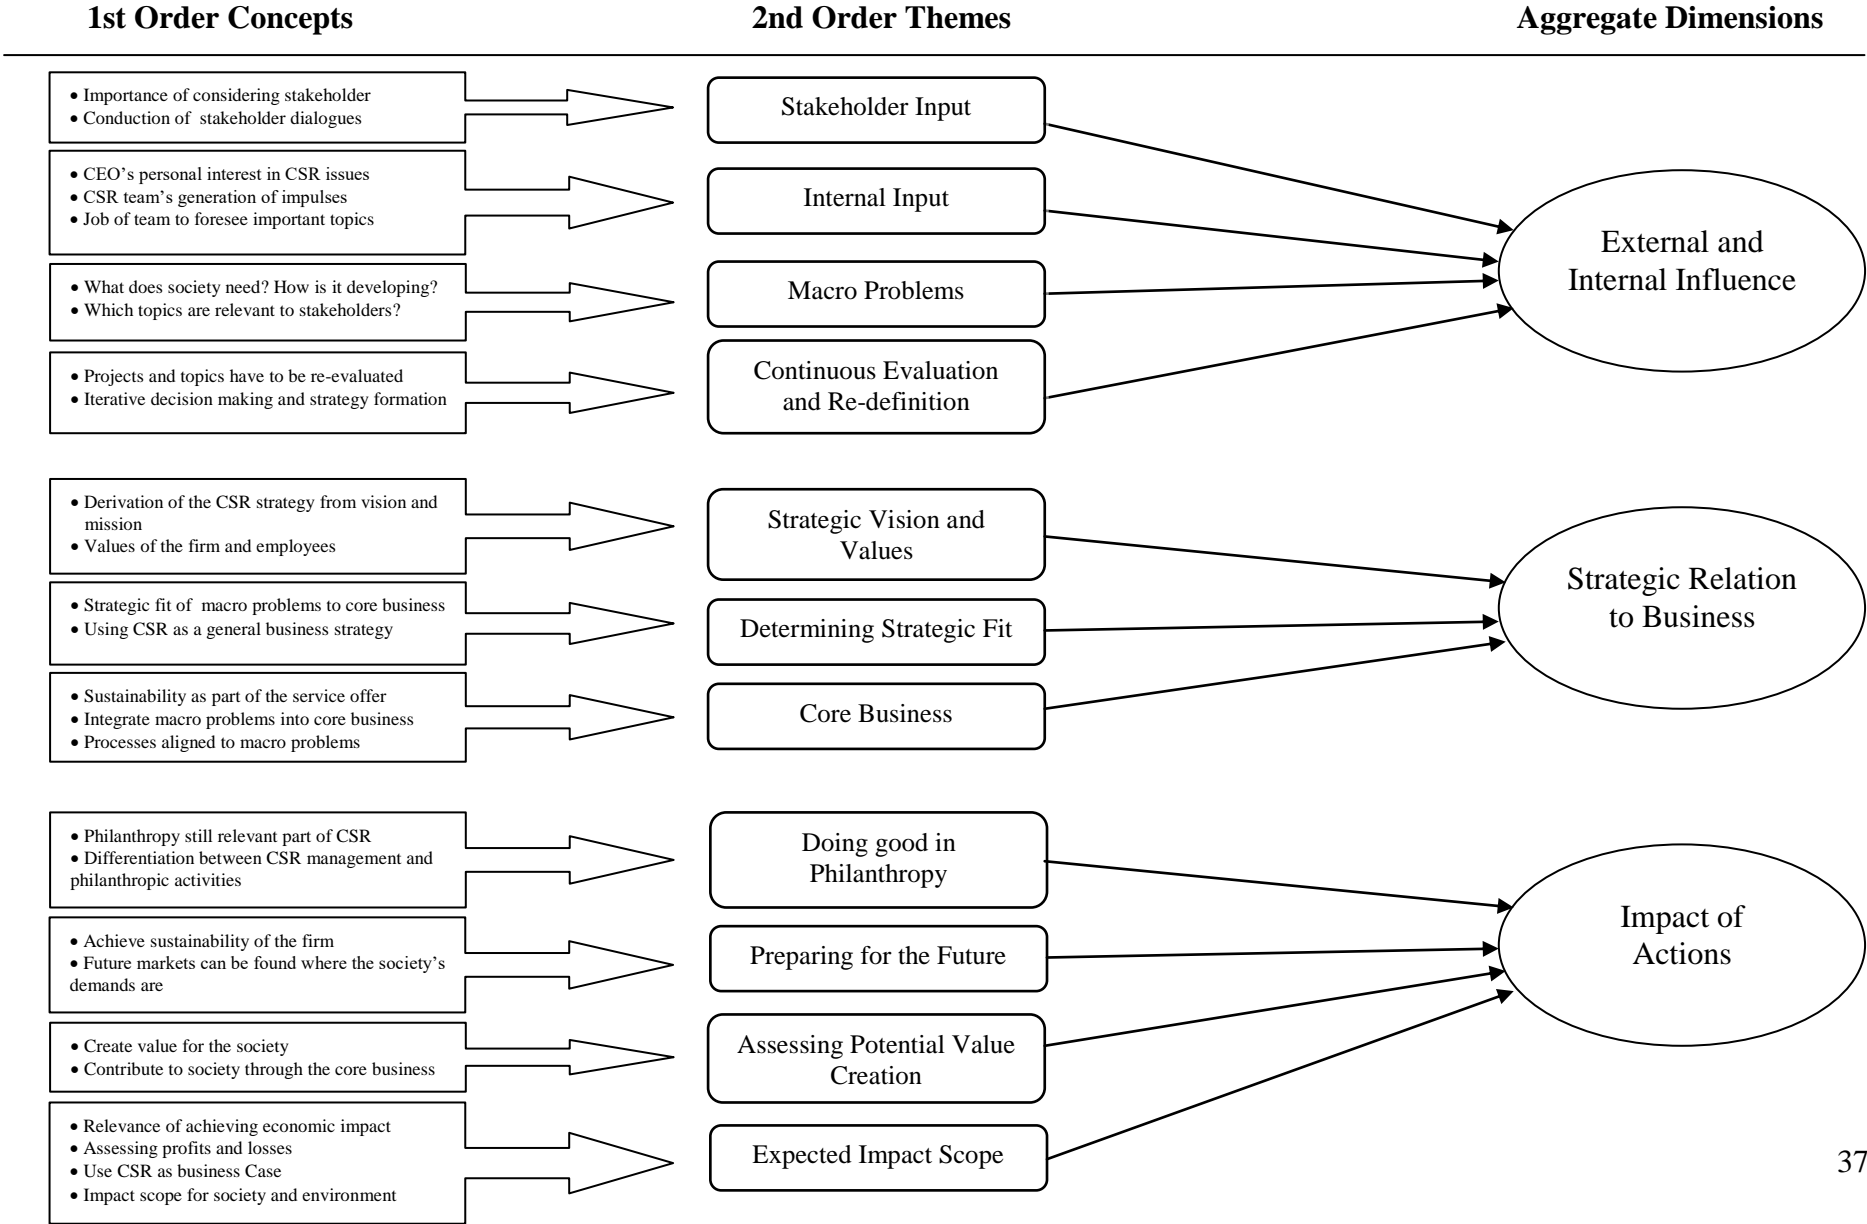 1st Order Concepts
2nd Order Themes
Aggregate Dimensions
• Importance of considering stakeholder
• Conduction of stakeholder dialogues
Stakeholder Input
• CEO’s personal interest in CSR issues
• CSR team’s generation of impulses
• Job of team to foresee important topics
Internal Input
• What does society need? How is it developing?
• Which topics are relevant to stakeholders?
Macro Problems
• Projects and topics have to be re-evaluated
• Iterative decision making and strategy formation
Continuous Evaluation
and Re-definition
External and
Internal Influence
• Derivation of the CSR strategy from vision and
mission
• Values of the firm and employees
Strategic Vision and
Values
• Strategic fit of macro problems to core business
• Using CSR as a general business strategy
Determining Strategic Fit
• Sustainability as part of the service offer
• Integrate macro problems into core business
• Processes aligned to macro problems
Core Business
Strategic Relation
to Business
• Philanthropy still relevant part of CSR
• Differentiation between CSR management and
philanthropic activities
Doing good in
Philanthropy
• Achieve sustainability of the firm
• Future markets can be found where the society’s
demands are
Preparing for the Future
• Create value for the society
• Contribute to society through the core business
Assessing Potential Value
Creation
• Relevance of achieving economic impact
• Assessing profits and losses
• Use CSR as business Case
• Impact scope for society and environment
Expected Impact Scope
Impact of
Actions
37